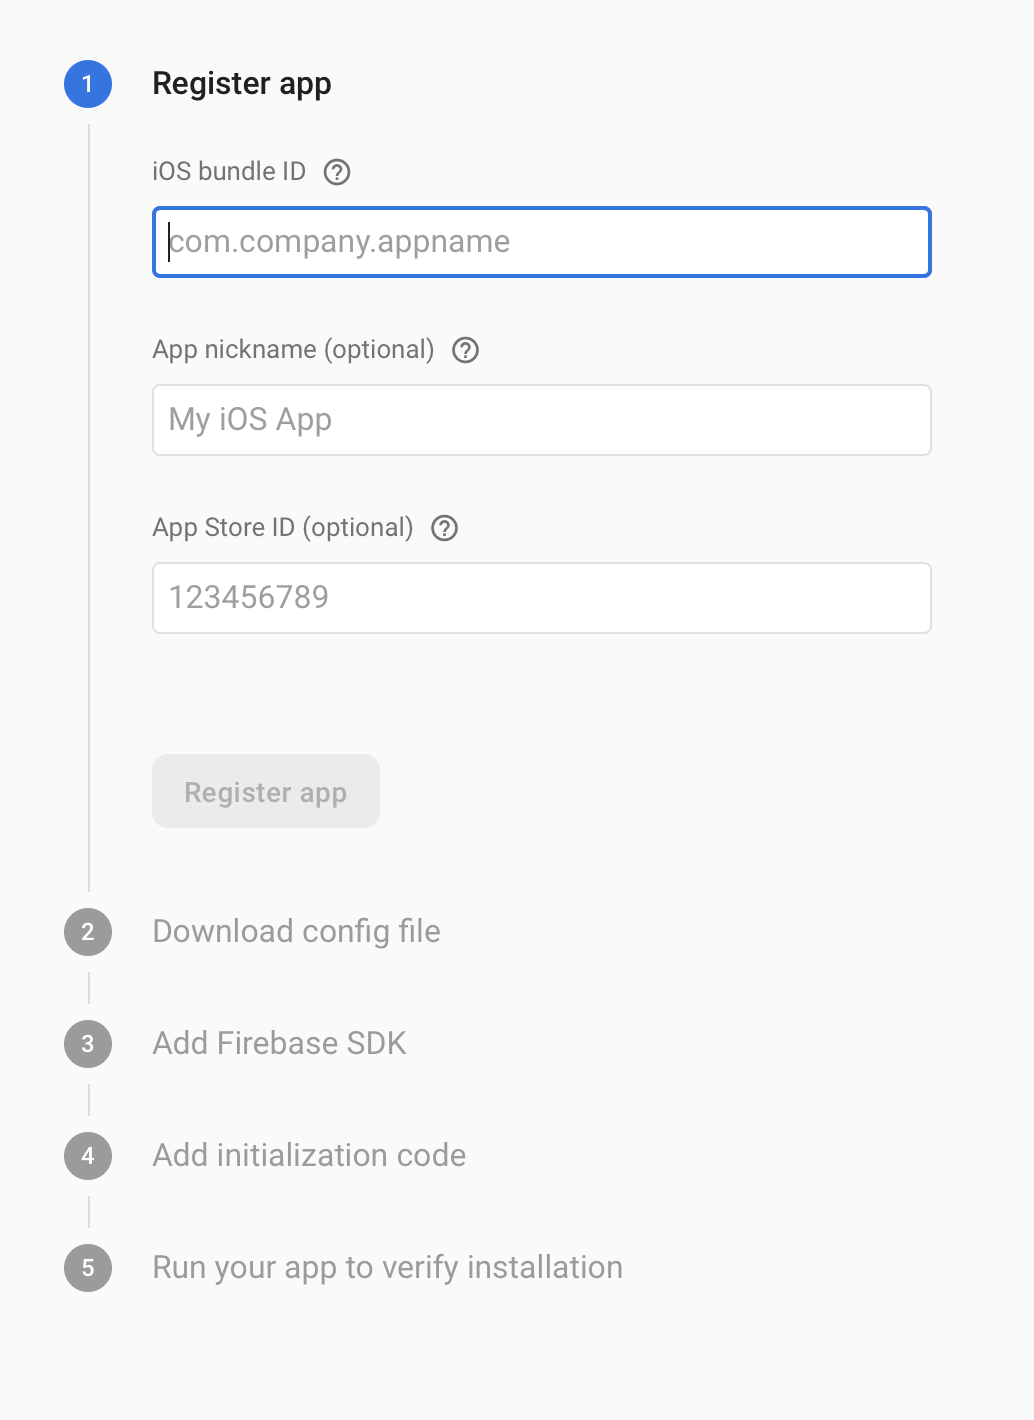 1 Register app
iOS bundle ID ?
com.company.appname
App nickname (optional) ?
My iOS App
App Store ID (optional) ?
123456789
Register app
2 Download config file
3 Add Firebase SDK
4 Add initialization code
5 Run your app to verify installation